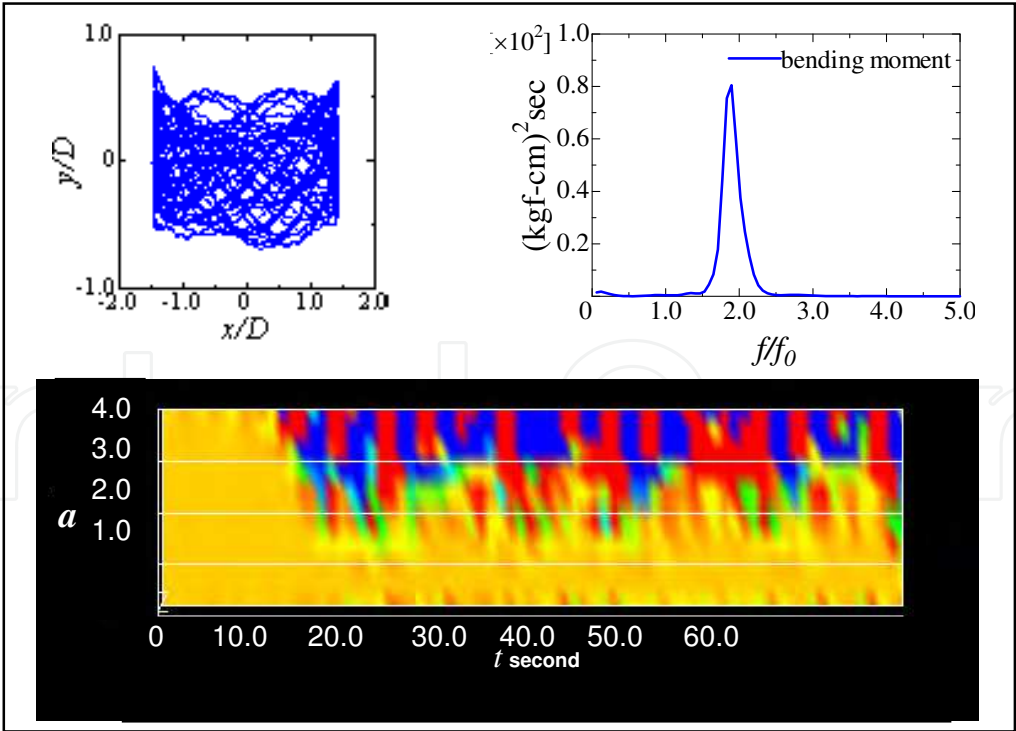 1.0
0
-1.0
y/D
-2.0 -1.0 0 1.0 2.0
x/D
×10²] 1.0
0.8
0.6
0.4
0.2
(kgf-cm)² sec
bending moment
0 1.0 2.0 3.0 4.0 5.0
f/f₀
4.0
3.0
2.0
a 1.0
0 10.0 20.0 30.0 40.0 50.0 60.0
t second